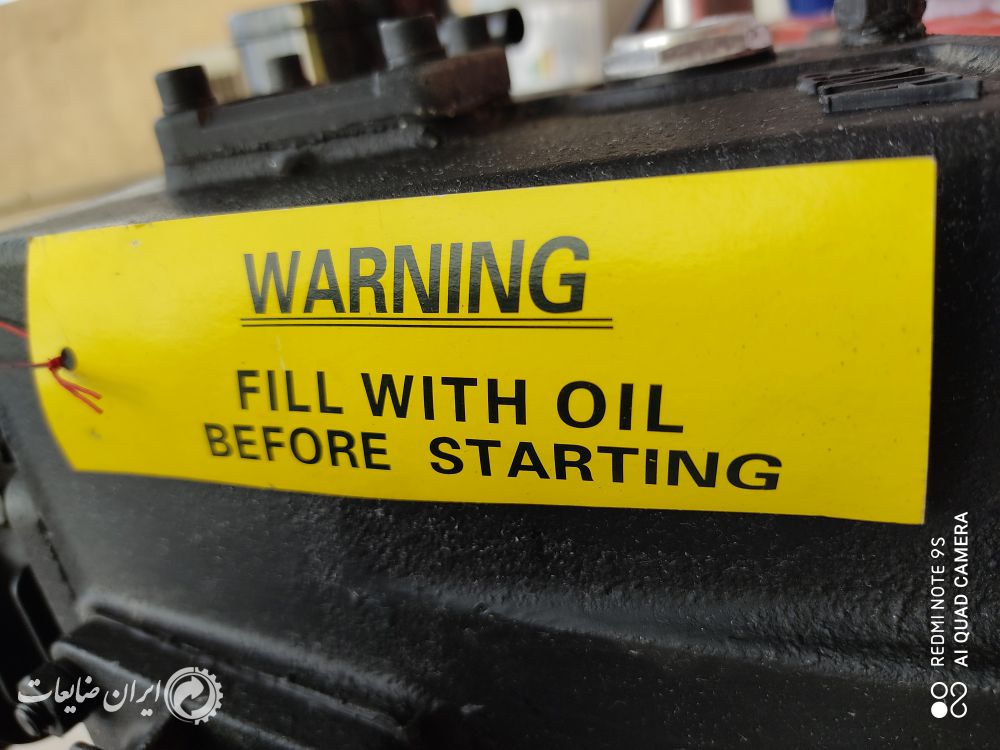 WARNING
FILL WITH OIL
BEFORE STARTING
REDMI NOTE 9S
AI QUAD CAMERA
ایران ضایعات